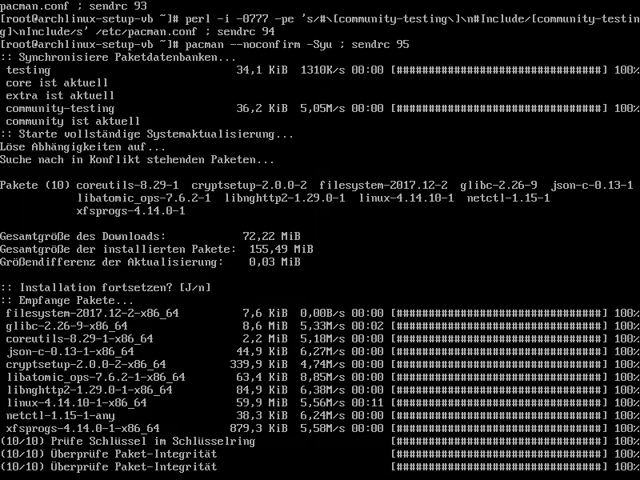 pacman.conf ; sendrc 93
[root@archlinux-setup-vb ~]# perl -i -0777 -pe 's/#\[community-testing\]\n#Include/[community-testin
g]\nInclude/s' /etc/pacman.conf ; sendrc 94
[root@archlinux-setup-vb ~]# pacman --noconfirm -Syu ; sendrc 95
:: Synchronisiere Paketdatenbanken...
testing 34,1 KiB 1310K/s 00:00 [######################################] 100%
core ist aktuell
extra ist aktuell
community-testing 36,2 KiB 5,05M/s 00:00 [######################################] 100%
community ist aktuell
:: Starte vollständige Systemaktualisierung...
Löse Abhängigkeiten auf...
Suche nach in Konflikt stehenden Paketen...
Pakete (10) coreutils-8.29-1 cryptsetup-2.0.0-2 filesystem-2017.12-2 glibc-2.26-9 json-c-0.13-1
libatomic_ops-7.6.2-1 libnghttp2-1.29.0-1 linux-4.14.10-1 netctl-1.15-1
xfsprogs-4.14.0-1
Gesamtgröße des Downloads: 72,22 MiB
Gesamtgröße der installierten Pakete: 155,49 MiB
Größendifferenz der Aktualisierung: 0,03 MiB
:: Installation fortsetzen? [J/n]
:: Empfange Pakete...
filesystem-2017.12-2-x86_64 7,6 KiB 0,00B/s 00:00 [######################################] 100%
glibc-2.26-9-x86_64 8,6 MiB 5,33M/s 00:02 [######################################] 100%
coreutils-8.29-1-x86_64 2,2 MiB 5,18M/s 00:00 [######################################] 100%
json-c-0.13-1-x86_64 44,9 KiB 6,27M/s 00:00 [######################################] 100%
cryptsetup-2.0.0-2-x86_64 339,9 KiB 4,74M/s 00:00 [######################################] 100%
libatomic_ops-7.6.2-1-x86_64 63,4 KiB 8,85M/s 00:00 [######################################] 100%
libnghttp2-1.29.0-1-x86_64 84,9 KiB 6,38M/s 00:00 [######################################] 100%
linux-4.14.10-1-x86_64 59,9 MiB 5,56M/s 00:11 [######################################] 100%
netctl-1.15-1-any 38,3 KiB 6,24M/s 00:00 [######################################] 100%
xfsprogs-4.14.0-1-x86_64 879,3 KiB 5,58M/s 00:00 [######################################] 100%
(10/10) Prüfe Schlüssel im Schlüsselring [######################################] 100%
(10/10) Überprüfe Paket-Integrität [######################################] 100%
(10/10) Überprüfe Paket-Integrität [######################################] 100%